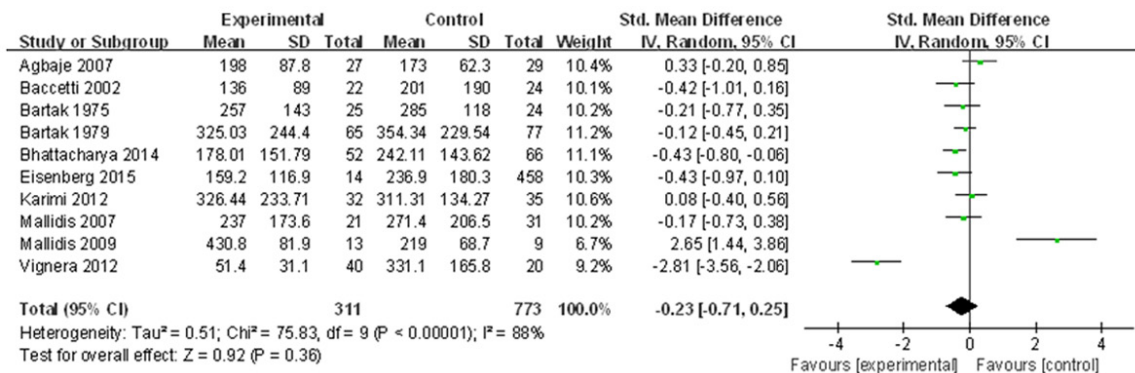 Experimental Control Std. Mean Difference Std. Mean Difference
Study or Subgroup Mean SD Total Mean SD Total Weight IV, Random, 95% CI IV, Random, 95% CI
Agbaje 2007 198 87.8 27 173 62.3 29 10.4% 0.33 [-0.20, 0.85]
Baccetti 2002 136 89 22 201 190 24 10.1% -0.42 [-1.01, 0.16]
Bartak 1975 257 143 25 285 118 24 10.2% -0.21 [-0.77, 0.35]
Bartak 1979 325.03 244.4 65 354.34 229.54 77 11.2% -0.12 [-0.45, 0.21]
Bhattacharya 2014 178.01 151.79 52 242.11 143.62 66 11.1% -0.43 [-0.80, -0.06]
Eisenberg 2015 159.2 116.9 14 236.9 180.3 458 10.3% -0.43 [-0.97, 0.10]
Karimi 2012 326.44 233.71 32 311.31 134.27 35 10.6% 0.08 [-0.40, 0.56]
Mallidis 2007 237 173.6 21 271.4 206.5 31 10.2% -0.17 [-0.73, 0.38]
Mallidis 2009 430.8 81.9 13 219 68.7 9 6.7% 2.65 [1.44, 3.86]
Vignera 2012 51.4 31.1 40 331.1 165.8 20 9.2% -2.81 [-3.56, -2.06]
Total (95% CI) 311 773 100.0% -0.23 [-0.71, 0.25]
Heterogeneity: Tau² = 0.51; Chi² = 75.83, df = 9 (P < 0.00001); I² = 88%
Test for overall effect: Z = 0.92 (P = 0.36)
-4 -2 0 2 4
Favours [experimental] Favours [control]